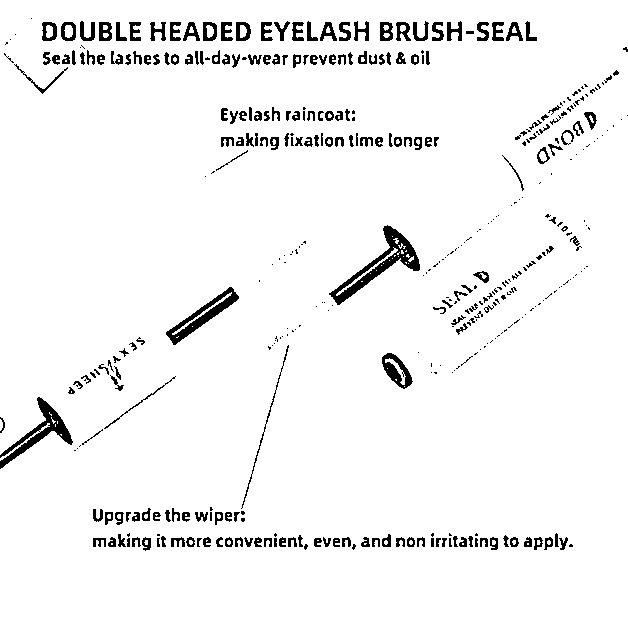 DOUBLE HEADED EYELASH BRUSH-SEAL
Seal the lashes to all-day-wear prevent dust & oil
Eyelash raincoat:
making fixation time longer
BOND
SEAL
SEAL THE LASHES TO ALL DAY WEAR
PREVENT DUST & OIL
SEXY SHEEP
Upgrade the wiper:
making it more convenient, even, and non irritating to apply.